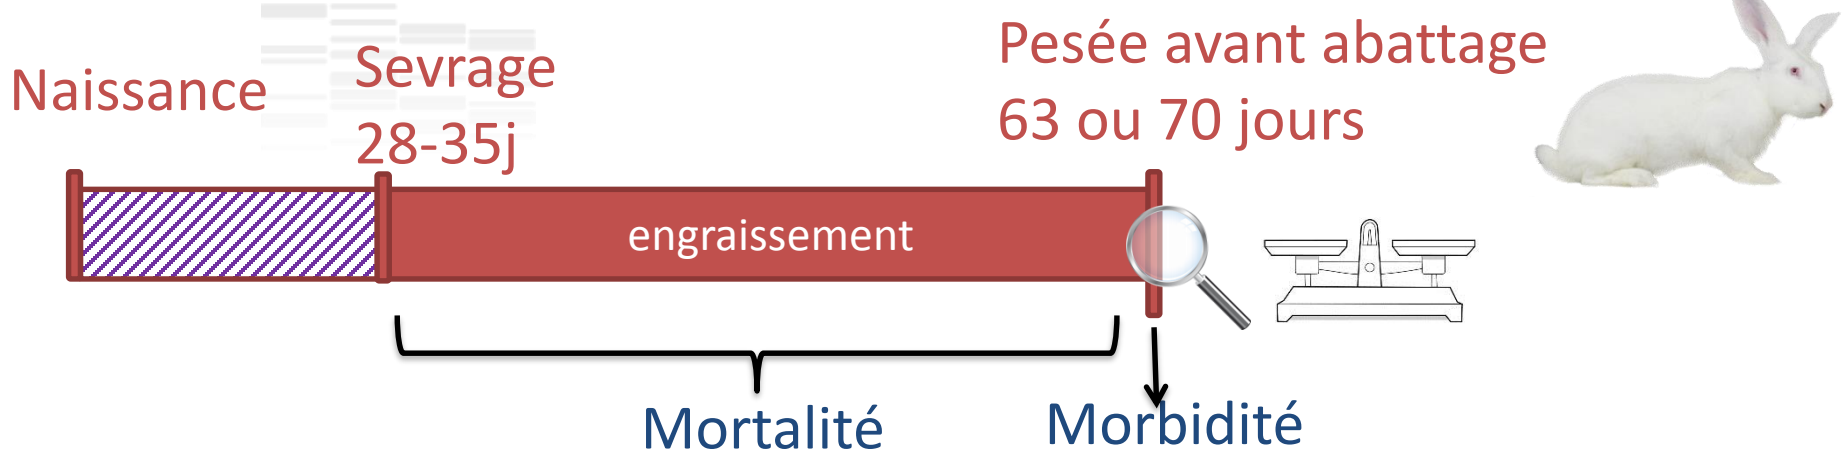 Naissance
Sevrage
28-35j
Pesée avant abattage
63 ou 70 jours
engraissement
Mortalité
Morbidité